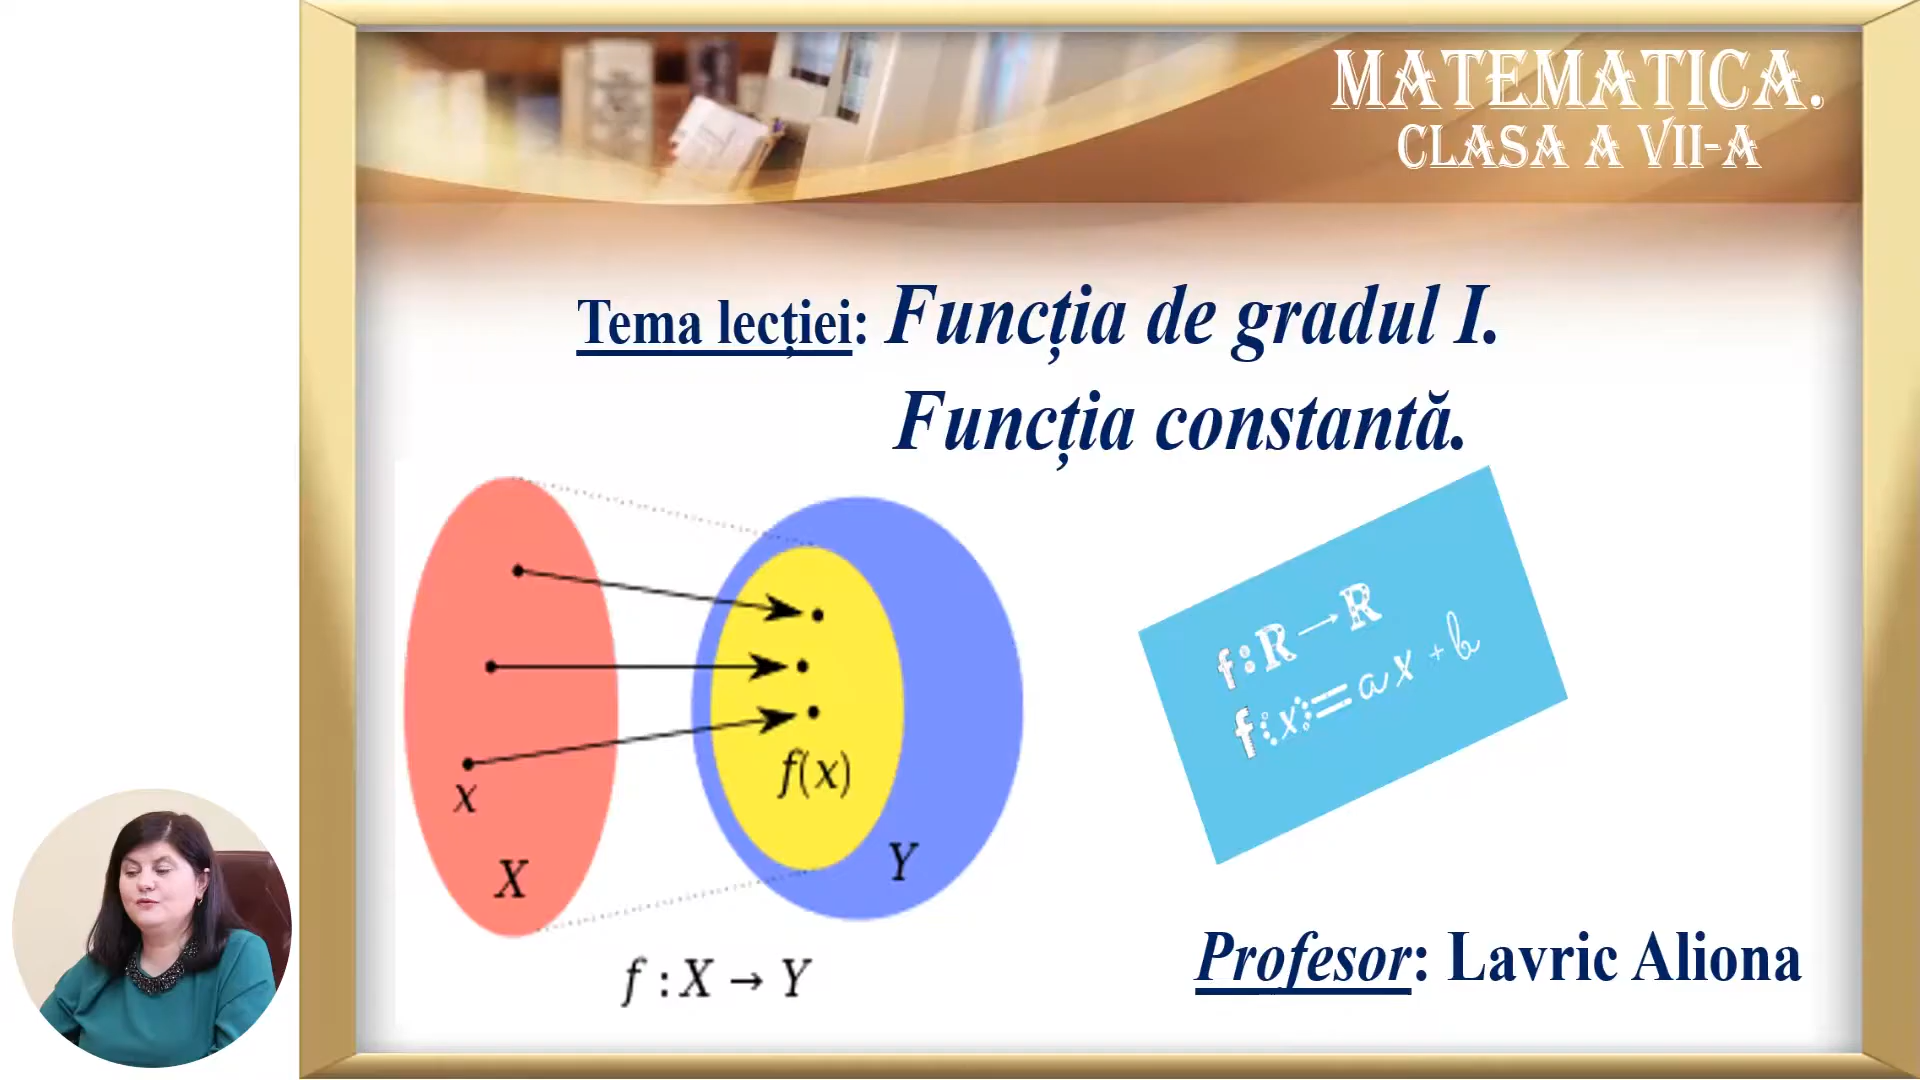 MATEMATICA.
CLASA A VII-A
Tema lecției: Funcția de gradul I.
Funcția constantă.
f:R→R
f(x)=ax+b
f(x)
x
X
Y
f : X → Y
Profesor: Lavric Aliona